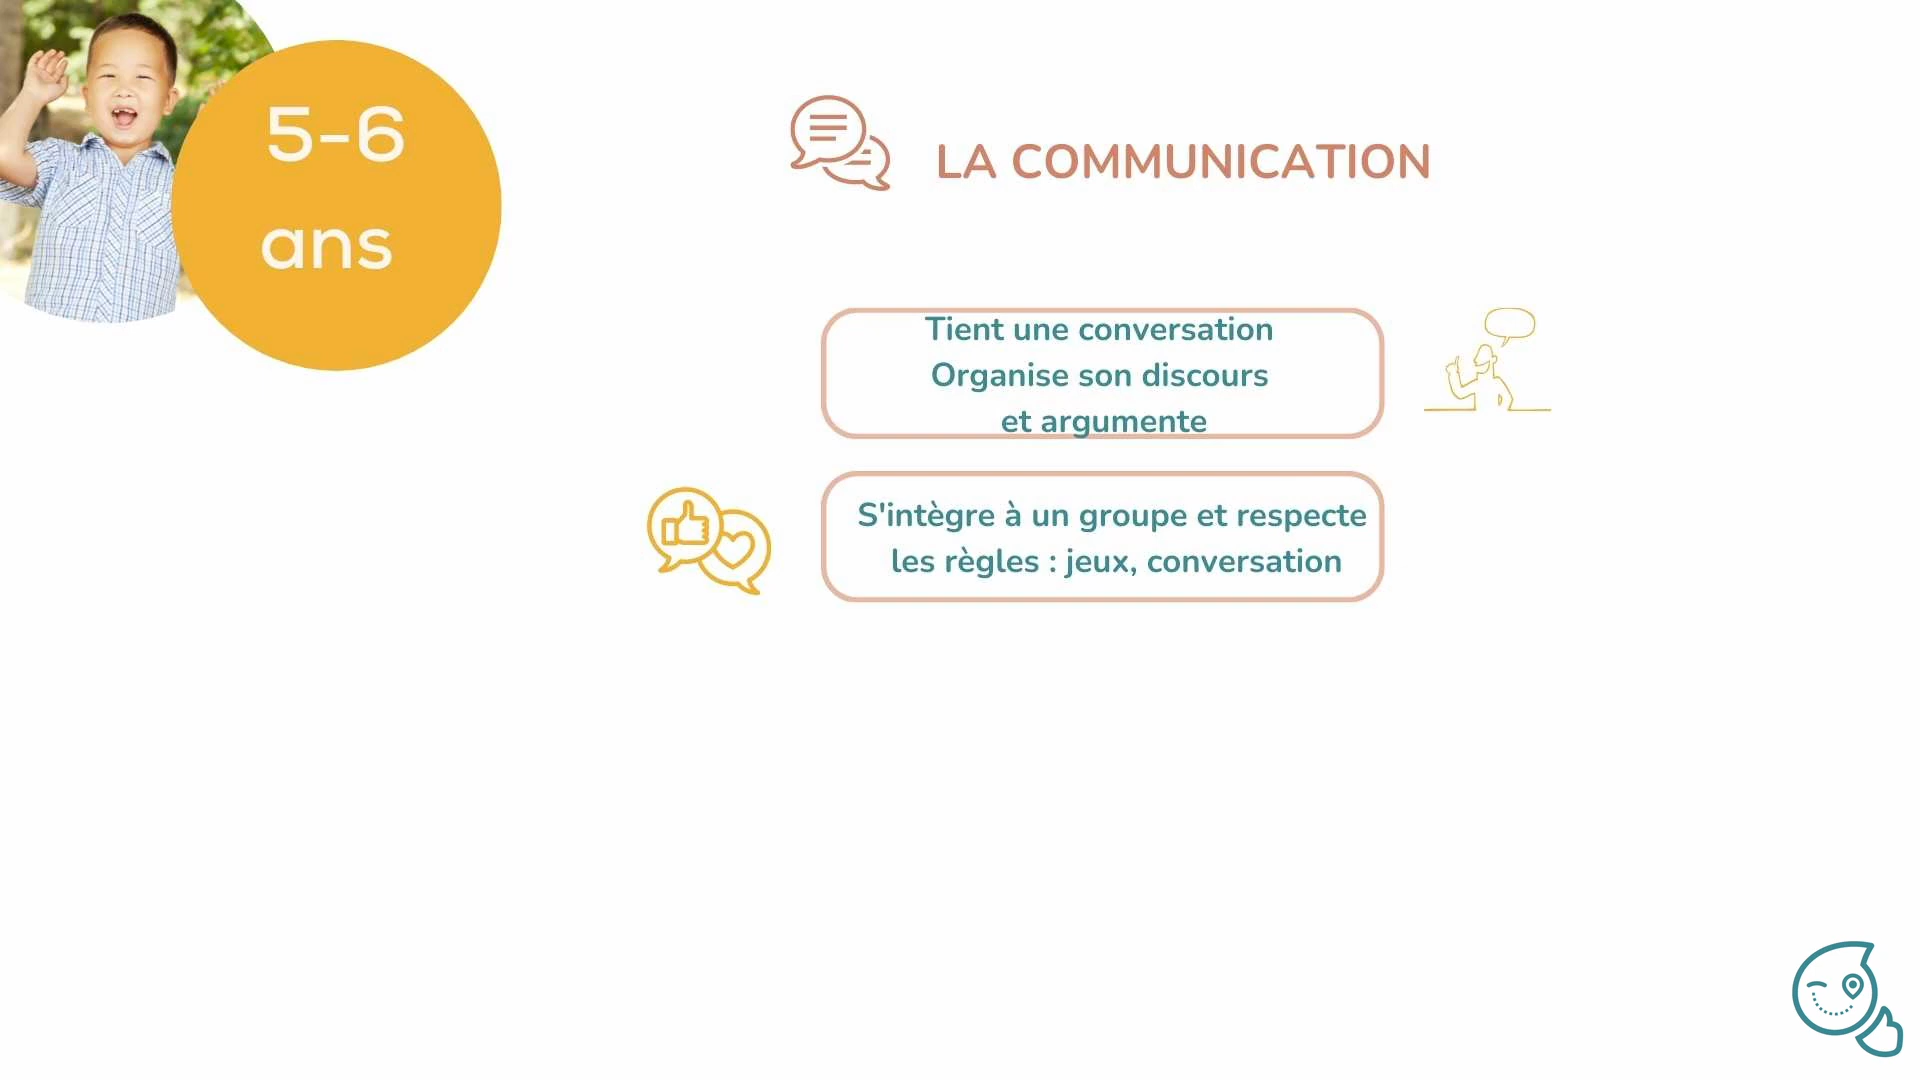 5-6
ans
LA COMMUNICATION
Tient une conversation
Organise son discours
et argumente
S'intègre à un groupe et respecte
les règles : jeux, conversation